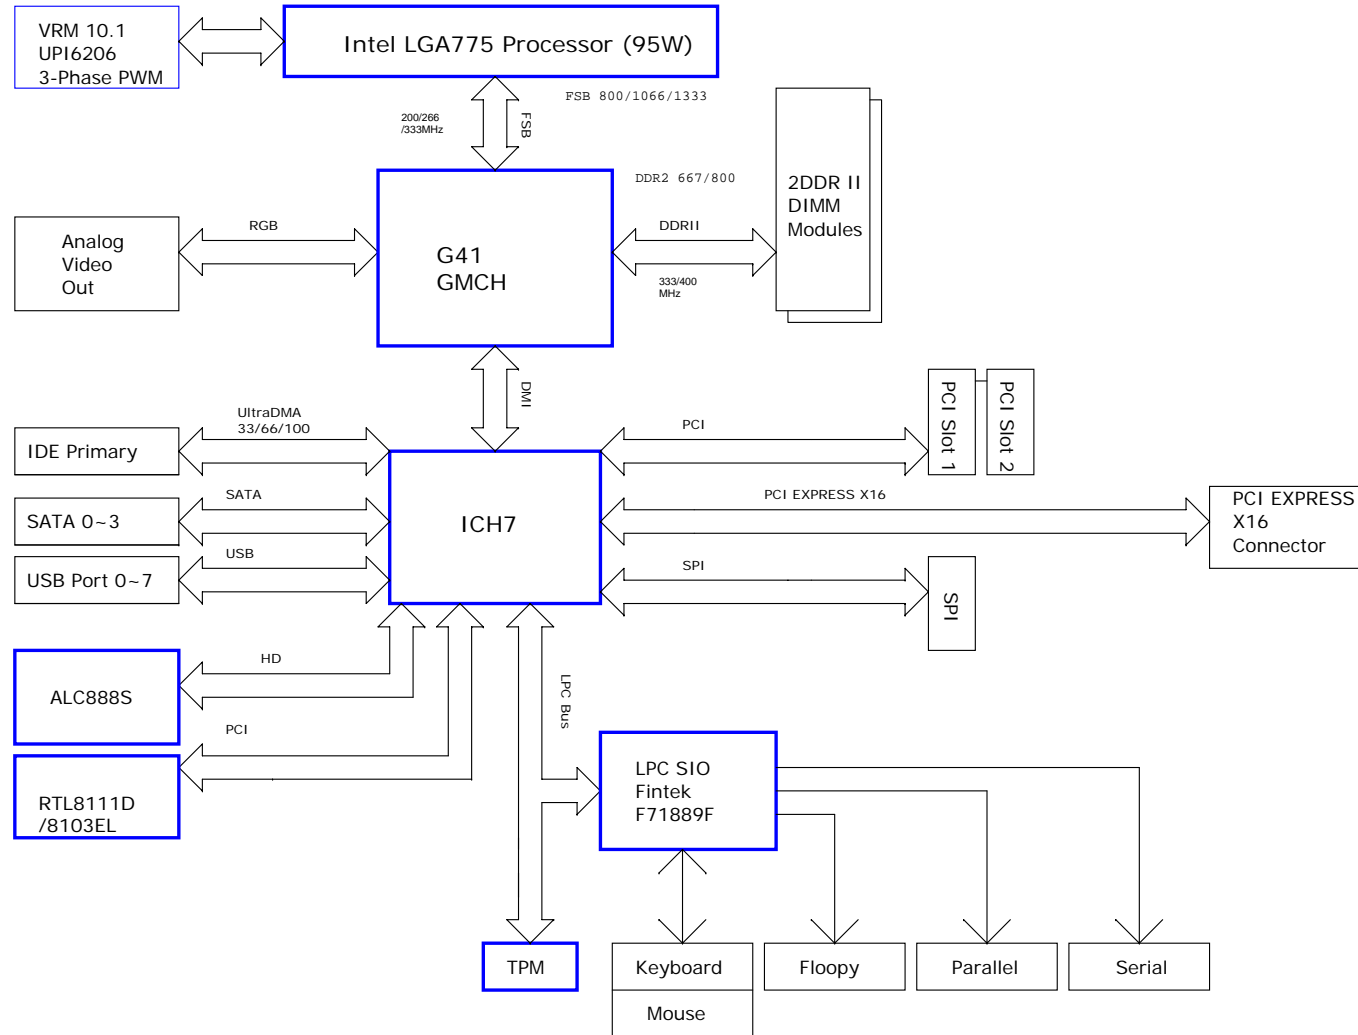 VRM 10.1
UPI6206
3-Phase PWM
Intel LGA775 Processor (95W)
FSB 800/1066/1333
200/266
/333MHz
FSB
DDR2 667/800
2DDR II
DIMM
Modules
Analog
Video
Out
RGB
G41
GMCH
DDRII
333/400
MHz
DMI
UltraDMA
33/66/100
IDE Primary
PCI
PCI Slot 1
PCI Slot 2
SATA
SATA 0~3
ICH7
PCI EXPRESS X16
PCI EXPRESS
X16
Connector
USB
USB Port 0~7
SPI
SPI
HD
ALC888S
LPC Bus
PCI
RTL8111D
/8103EL
LPC SIO
Fintek
F71889F
TPM
Keyboard
Mouse
Floopy
Parallel
Serial